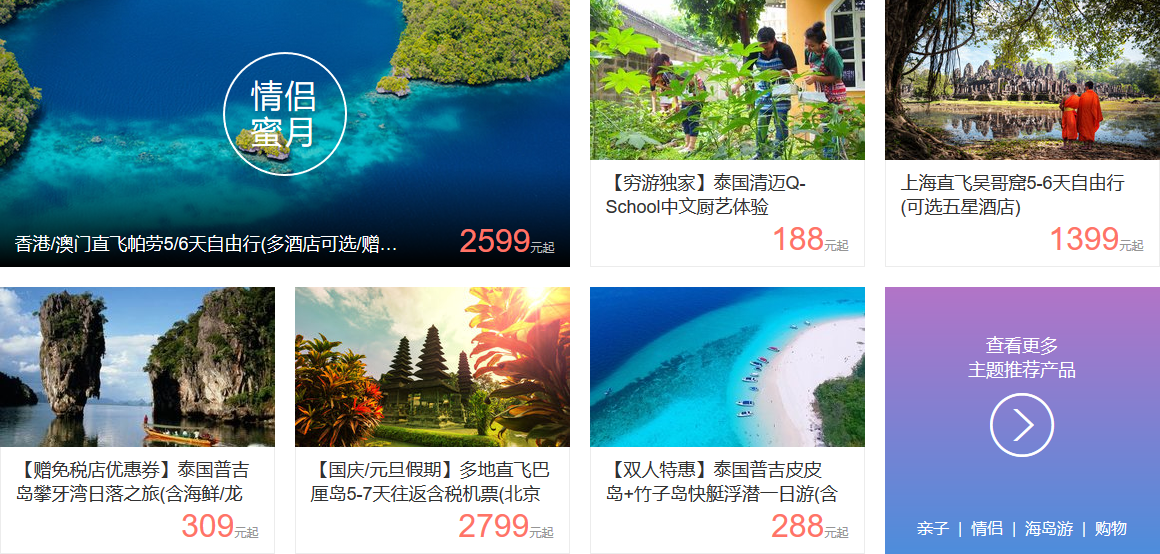 情侣
蜜月
香港/澳门直飞帕劳5/6天自由行(多酒店可选/赠…
2599元起
【穷游独家】泰国清迈Q-
School中文厨艺体验
188元起
上海直飞吴哥窟5-6天自由行
(可选五星酒店)
1399元起
【赠免税店优惠券】泰国普吉
岛攀牙湾日落之旅(含海鲜/龙
309元起
【国庆/元旦假期】多地直飞巴
厘岛5-7天往返含税机票(北京
2799元起
【双人特惠】泰国普吉皮皮
岛+竹子岛快艇浮潜一日游(含
288元起
查看更多
主题推荐产品
亲子 | 情侣 | 海岛游 | 购物